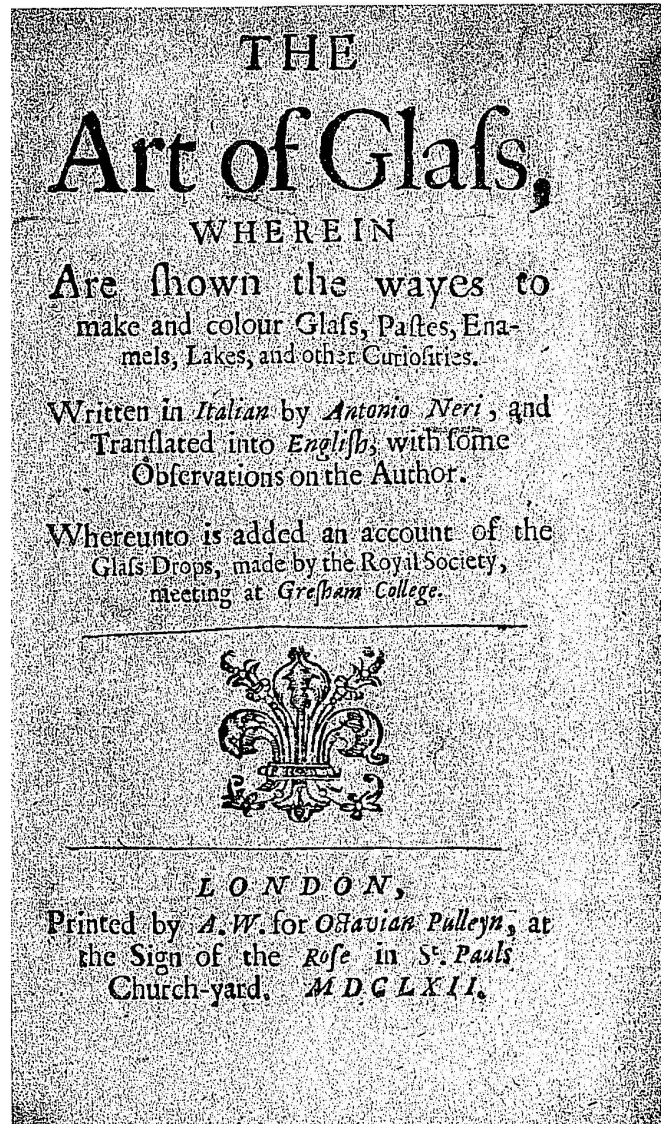 THE
Art of Glaſs,
WHEREIN
Are ſhown the wayes to
make and colour Glaſs, Paſtes, Ena-
mels, Lakes, and other Curioſities.
Written in Italian by Antonio Neri, and
Tranſlated into Engliſh, with ſome
Obſervations on the Author.
Whereunto is added an account of the
Glaſs Drops, made by the Royal Society,
meeting at Greſham College.
LONDON,
Printed by A. W. for Octavian Pulleyn, at
the Sign of the Roſe in St. Pauls
Church-yard. MDCLXII.